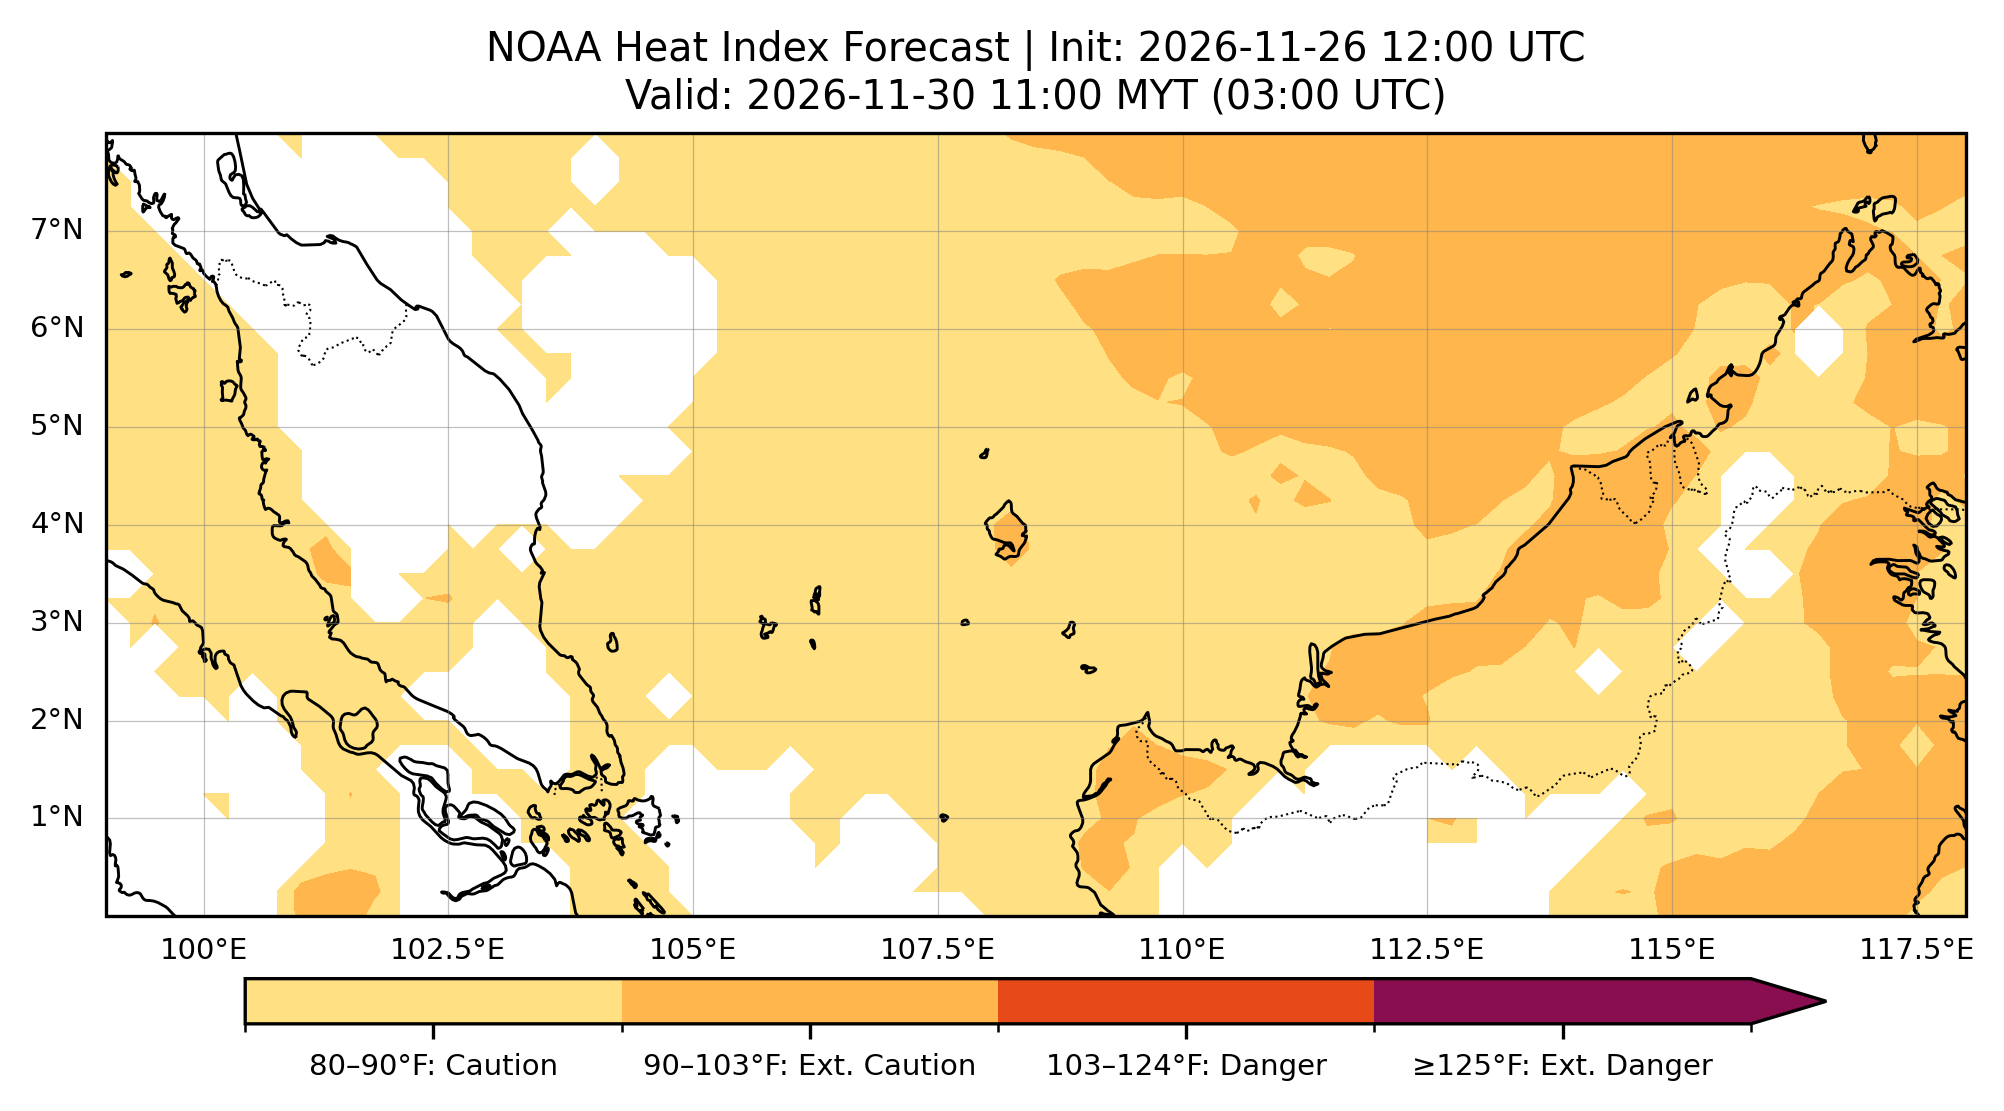 NOAA Heat Index Forecast | Init: 2026-11-26 12:00 UTC
Valid: 2026-11-30 11:00 MYT (03:00 UTC)
7°N
6°N
5°N
4°N
3°N
2°N
1°N
100°E 102.5°E 105°E 107.5°E 110°E 112.5°E 115°E 117.5°E
80–90°F: Caution 90–103°F: Ext. Caution 103–124°F: Danger ≥125°F: Ext. Danger